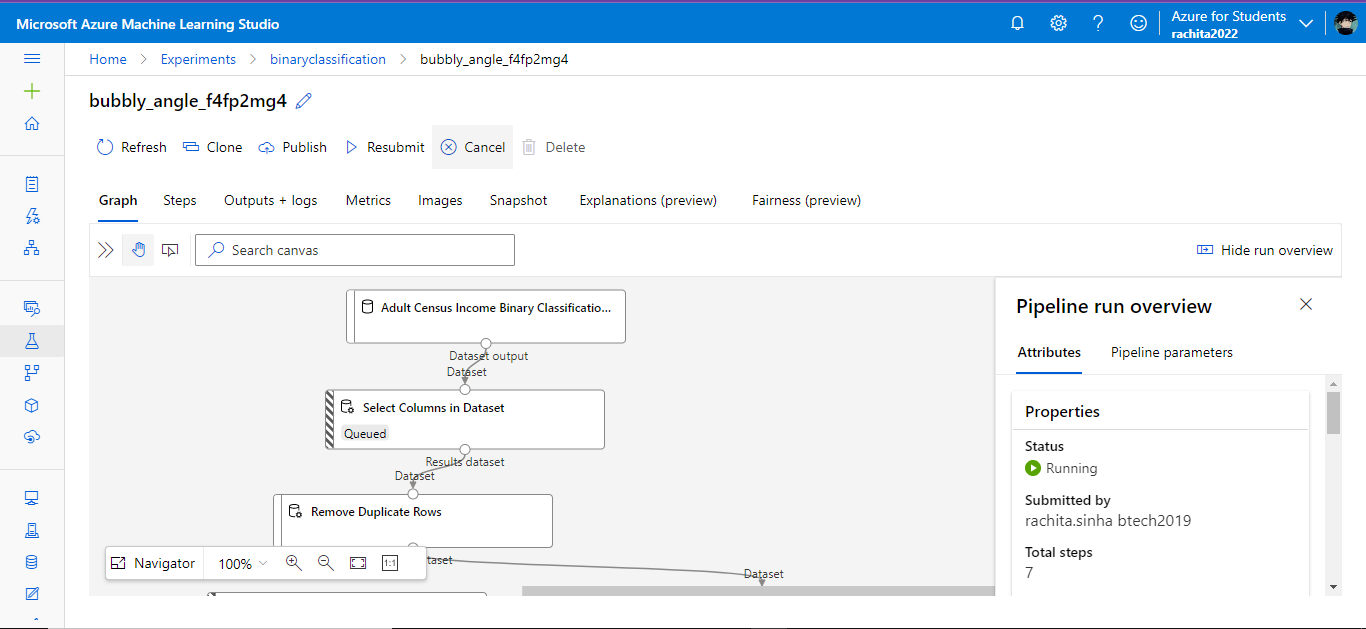 Microsoft Azure Machine Learning Studio
Azure for Students
rachita2022
Home > Experiments > binaryclassification > bubbly_angle_f4fp2mg4
bubbly_angle_f4fp2mg4
Refresh Clone Publish Resubmit Cancel Delete
Graph Steps Outputs + logs Metrics Images Snapshot Explanations (preview) Fairness (preview)
Search canvas
Hide run overview
Adult Census Income Binary Classificatio...
Dataset output
Dataset
Select Columns in Dataset
Queued
Results dataset
Dataset
Remove Duplicate Rows
Navigator 100% 1:1
taset
Dataset
Pipeline run overview
Attributes Pipeline parameters
Properties
Status
Running
Submitted by
rachita.sinha btech2019
Total steps
7